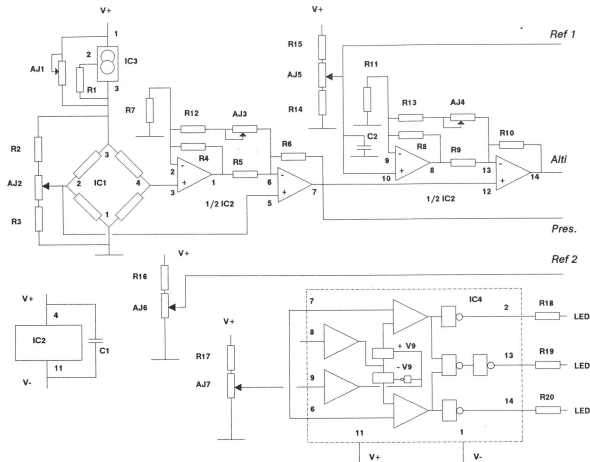 V+
1
2
AJ1
IC3
R1
3
R7
R2
AJ2
R3
3
2
IC1
4
1
R12
AJ3
R4
R5
R6
2
-
+
3
1
6
-
+
5
7
1/2 IC2
V+
R15
AJ5
R14
R11
C2
Ref 1
R13
AJ4
R8
R9
R10
9
-
+
10
8
13
-
+
12
14
Alti
1/2 IC2
Pres.
Ref 2
V+
R16
AJ6
V+
4
IC2
C1
11
V-
V+
R17
AJ7
IC4
7
8
9
6
+ V9
- V9
2
13
14
R18
R19
R20
LED
LED
LED
11
1
V+
V-